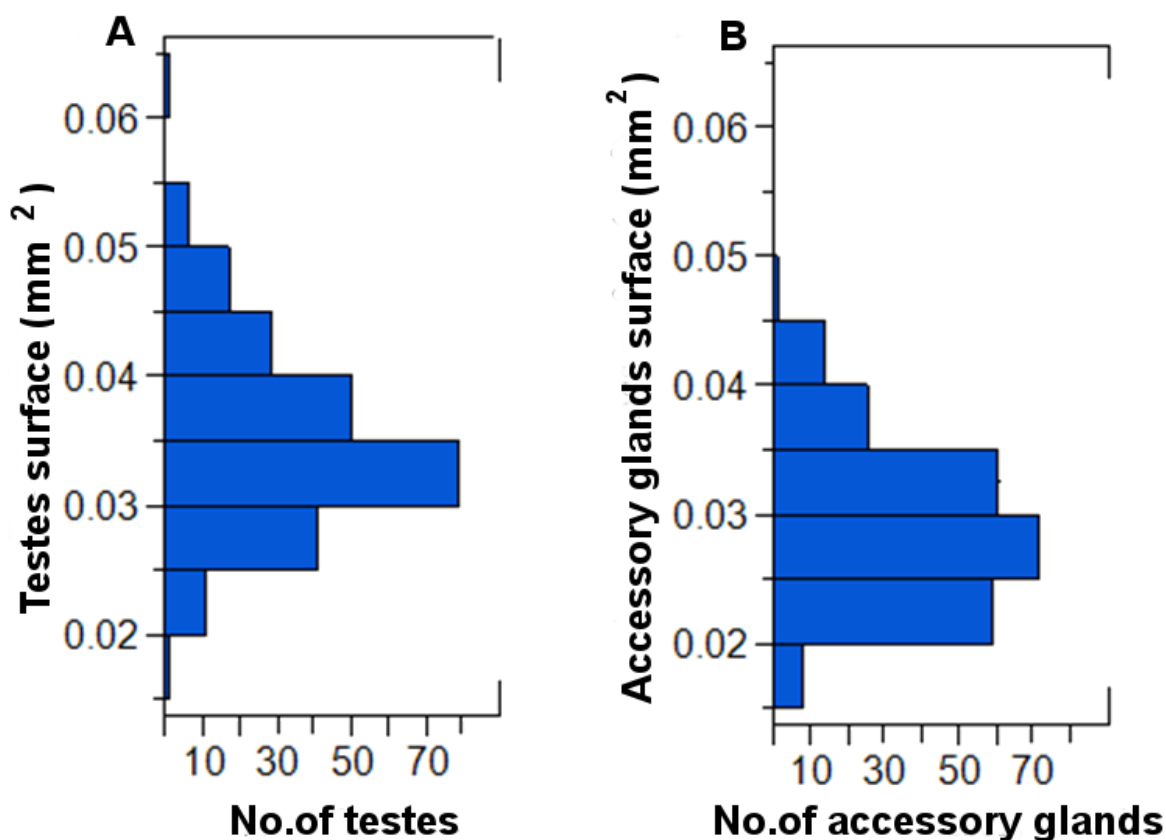 A
B
Testes surface (mm 2 )
0.06
0.05
0.04
0.03
0.02
10 30 50 70
No.of testes
Accessory glands surface (mm2)
0.06
0.05
0.04
0.03
0.02
10 30 50 70
No.of accessory glands